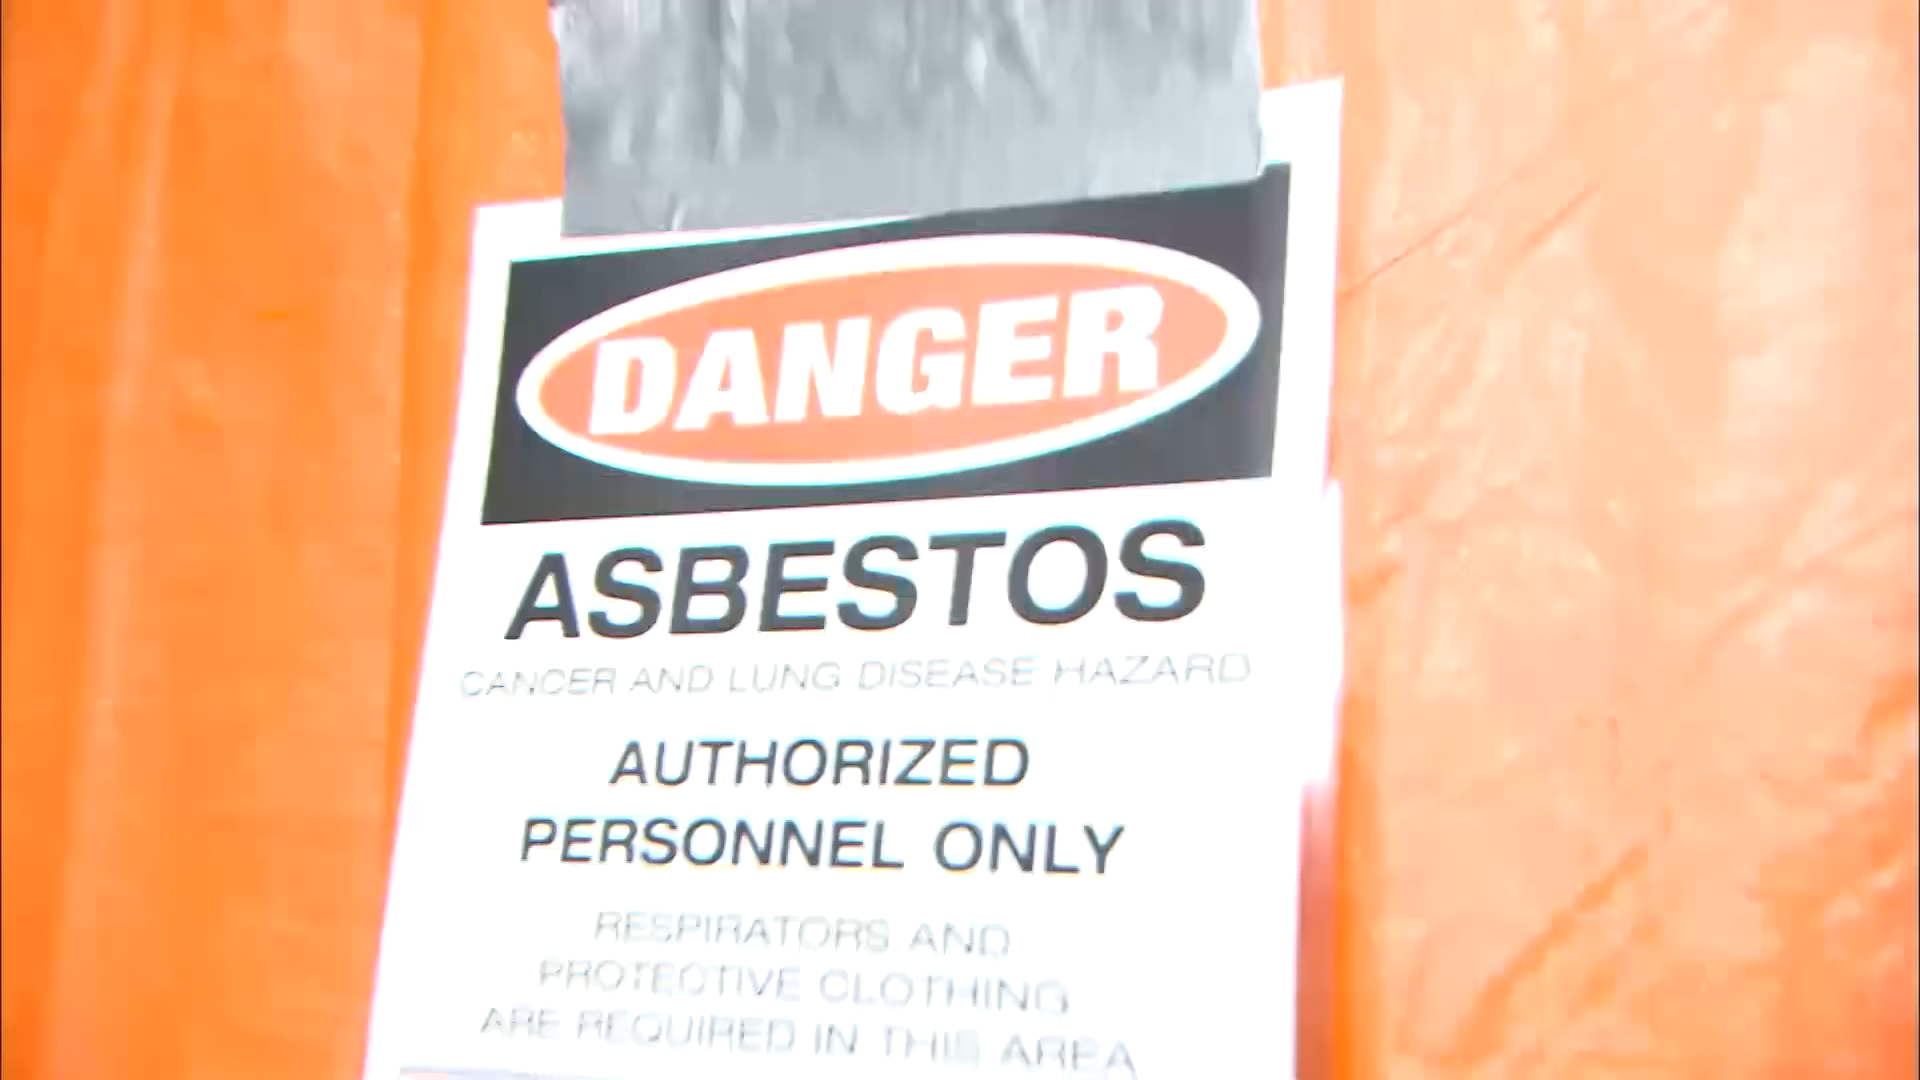 DANGER
ASBESTOS
CANCER AND LUNG DISEASE HAZARD
AUTHORIZED
PERSONNEL ONLY
RESPIRATORS AND
PROTECTIVE CLOTHING
ARE REQUIRED IN THIS AREA